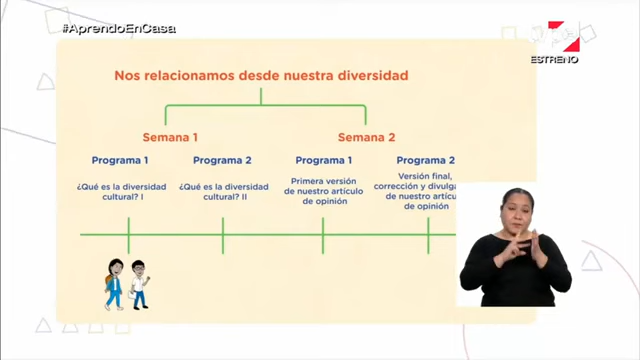 #AprendoEnCasa
ESTRENO
Nos relacionamos desde nuestra diversidad
Semana 1
Semana 2
Programa 1
¿Qué es la diversidad
cultural? I
Programa 2
¿Qué es la diversidad
cultural? II
Programa 1
Primera versión
de nuestro artículo
de opinión
Programa 2
Versión final,
corrección y divulga
de nuestro artícu
de opinión